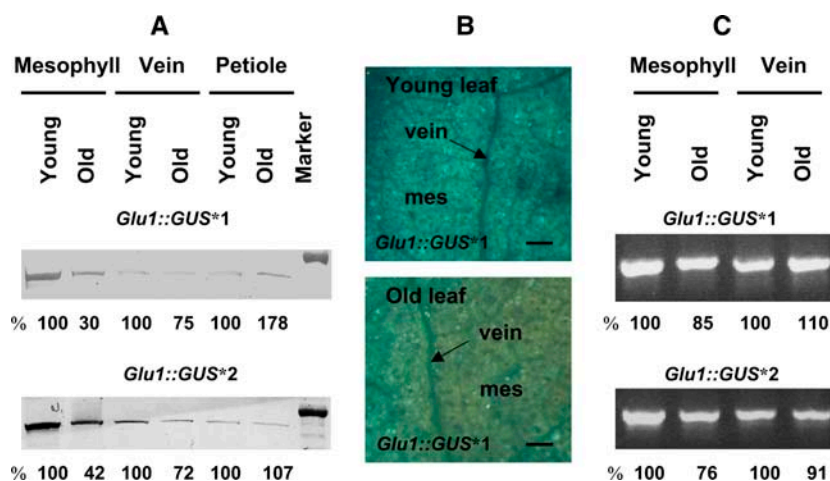 A
Mesophyll Vein Petiole
Young Old Young Old Young Old Marker
Glu1::GUS*1
% 100 30 100 75 100 178
Glu1::GUS*2
% 100 42 100 72 100 107
B
Young leaf
vein
mes
Glu1::GUS*1
Old leaf
vein
mes
Glu1::GUS*1
C
Mesophyll Vein
Young Old Young Old
Glu1::GUS*1
% 100 85 100 110
Glu1::GUS*2
% 100 76 100 91